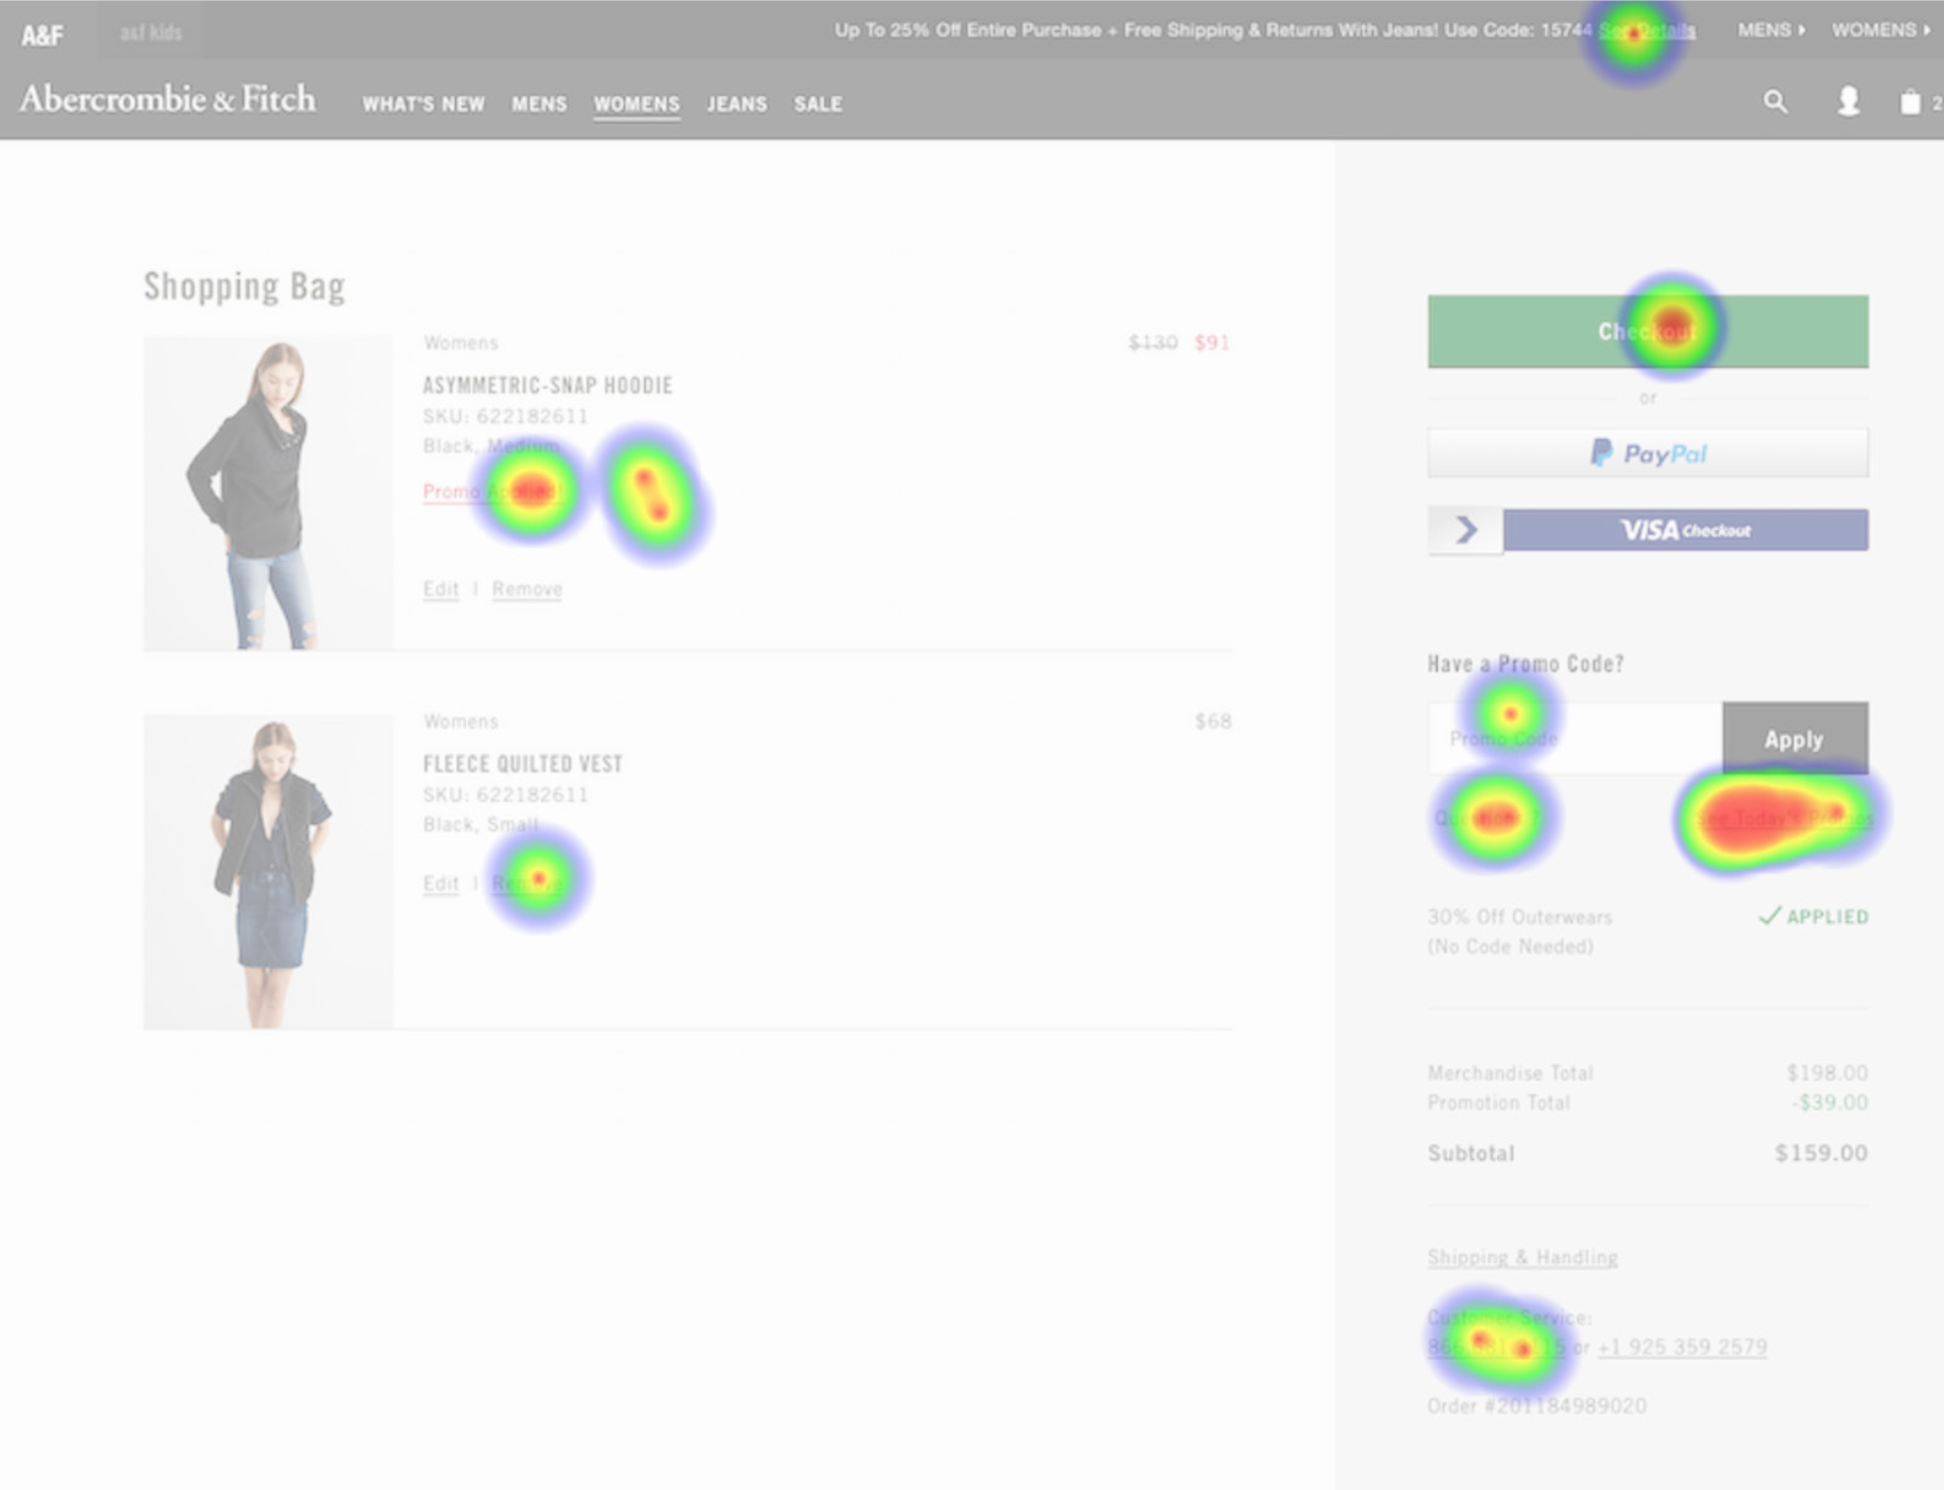 A&F
a&f kids
Up To 25% Off Entire Purchase + Free Shipping & Returns With Jeans! Use Code: 15744 See Details
MENS
WOMENS
Abercrombie & Fitch
WHAT'S NEW
MENS
WOMENS
JEANS
SALE
2
Shopping Bag
Womens
$130 $91
ASYMMETRIC-SNAP HOODIE
SKU: 622182611
Black, Medium
Promo Applied!
Edit | Remove
Womens
$68
FLEECE QUILTED VEST
SKU: 622182611
Black, Small
Edit | Remove
Checkout
or
PayPal
VISA Checkout
Have a Promo Code?
Promo Code
Apply
See Today's Promos
30% Off Outerwears
(No Code Needed)
APPLIED
Merchandise Total $198.00
Promotion Total -$39.00
Subtotal $159.00
Shipping & Handling
Customer Service:
or +1 925 359 2579
Order #201184989020